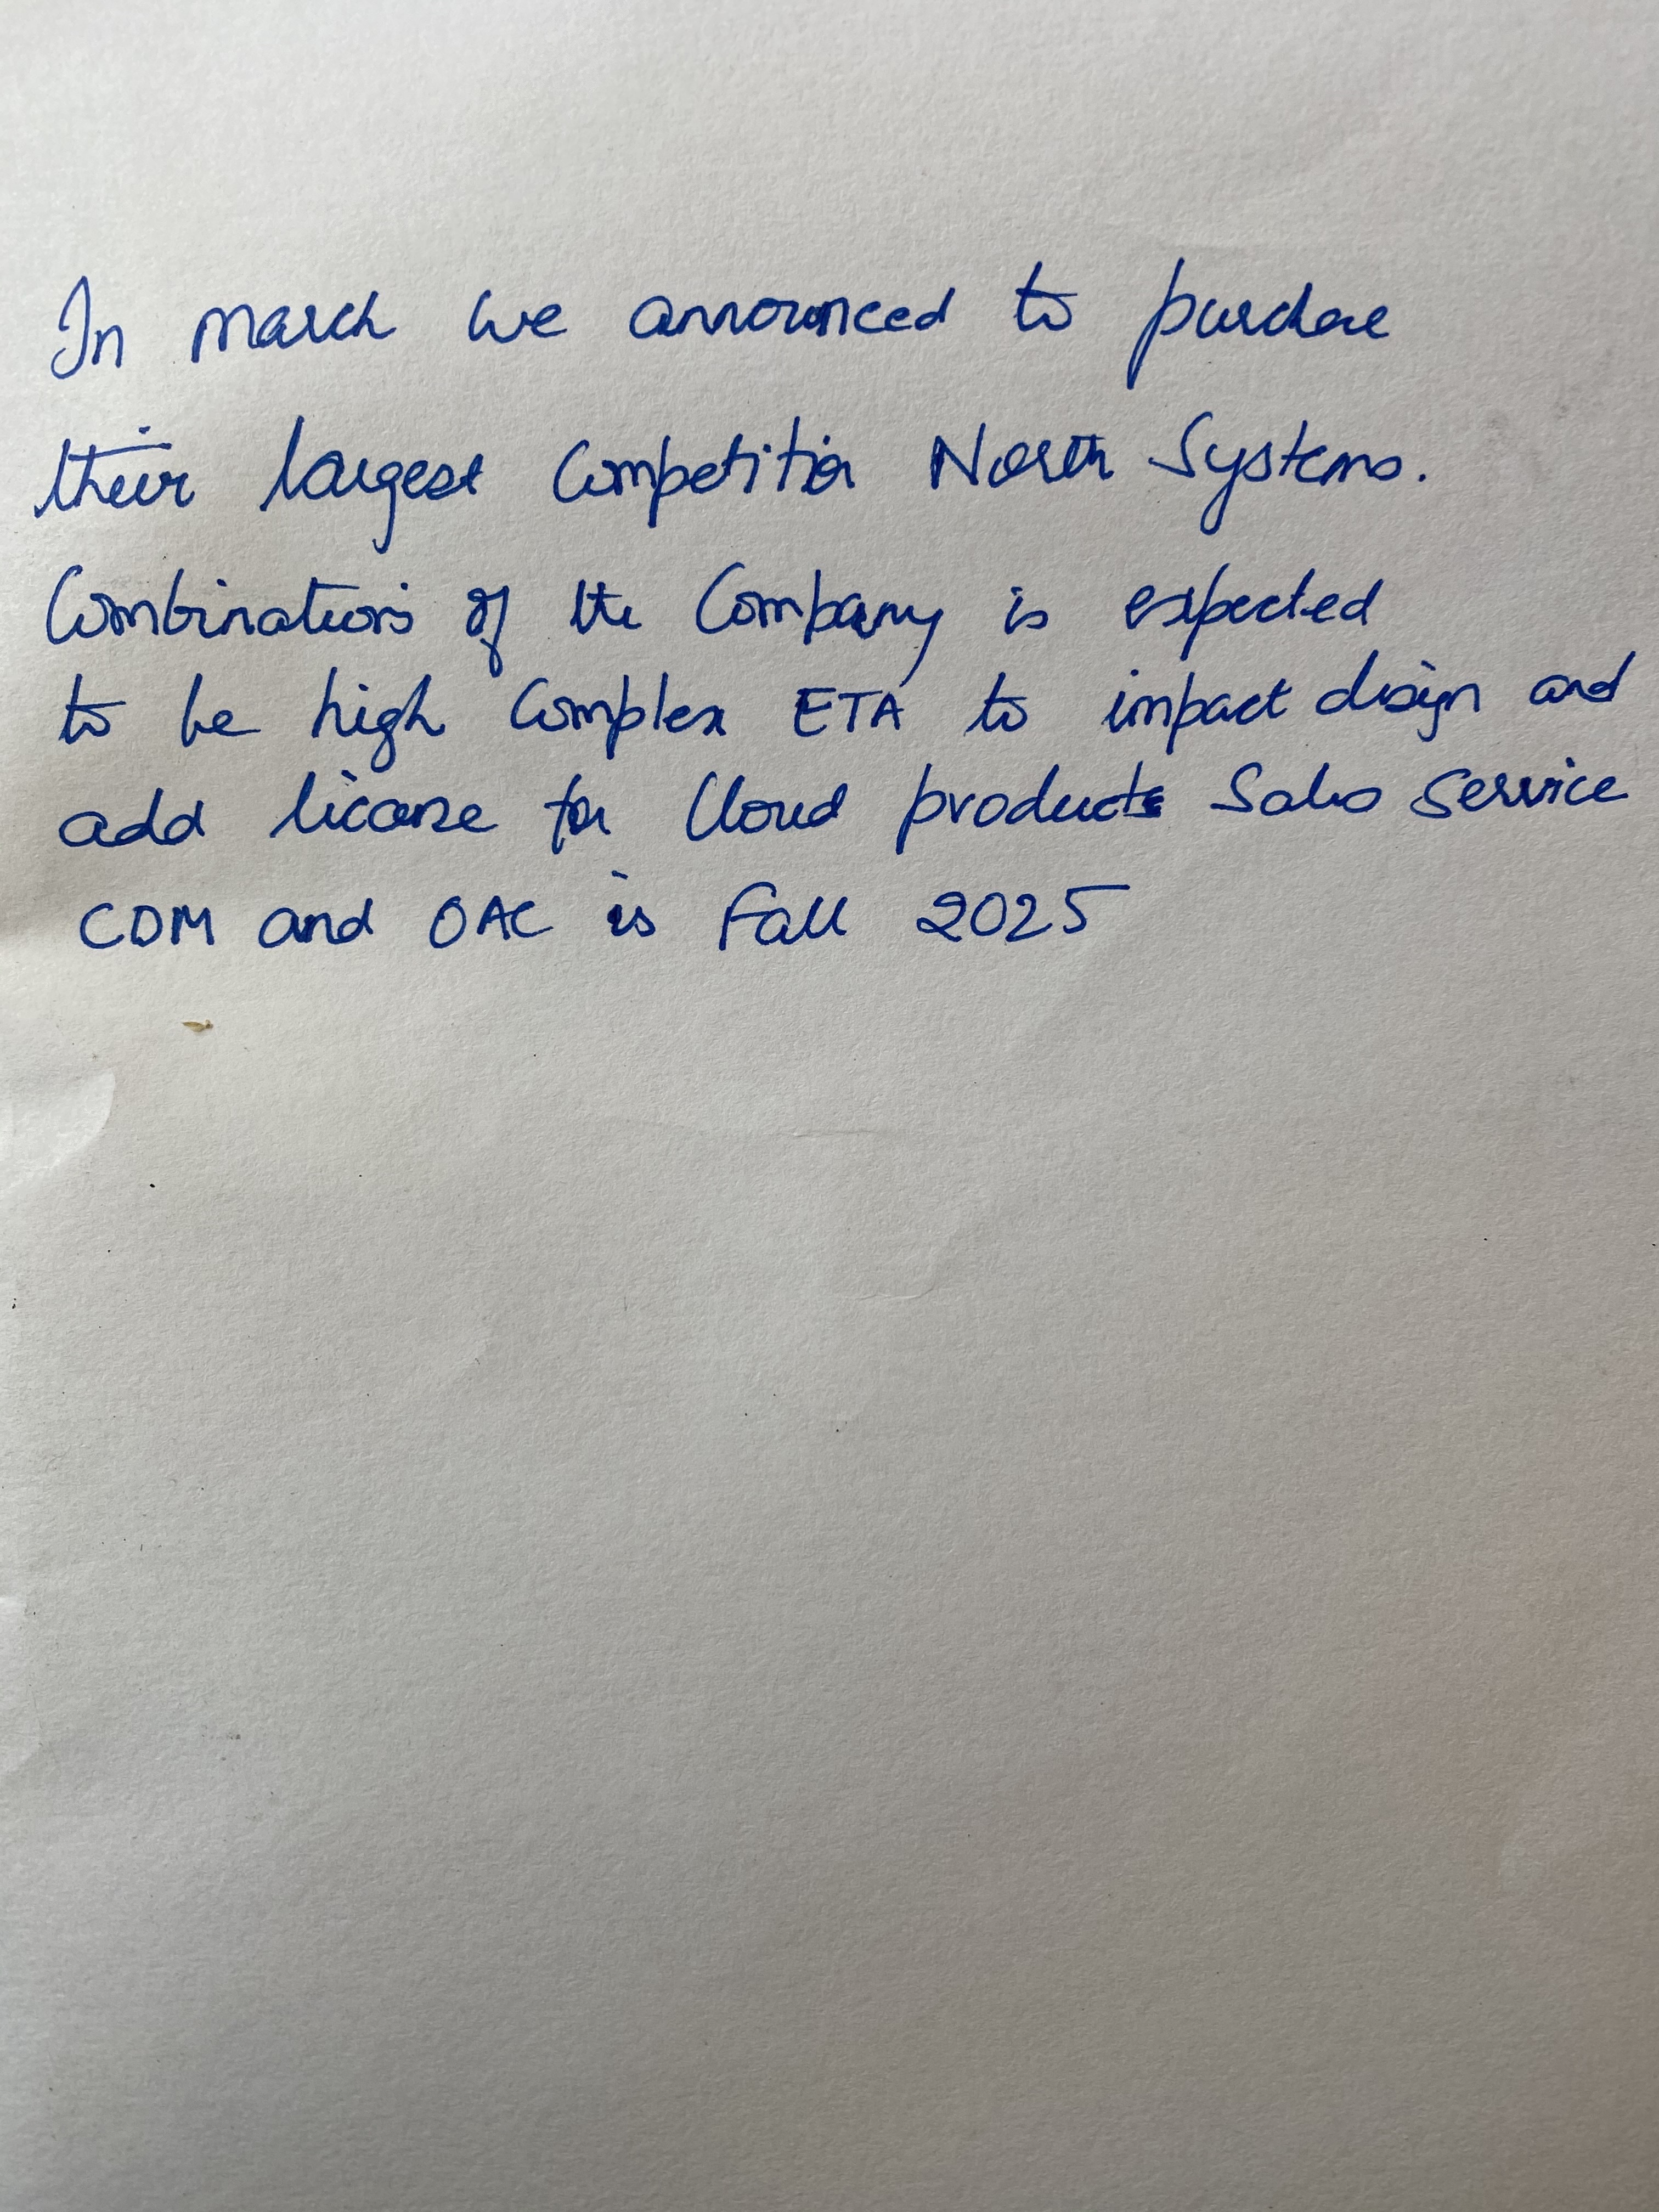 In march we announced to purchase
their largest Competitior North Systems.
Combinations of the Company is expected
to be high Complex ETA to impact design and
add license for Cloud products Sales Service
CDM and OAC is Fall 2025